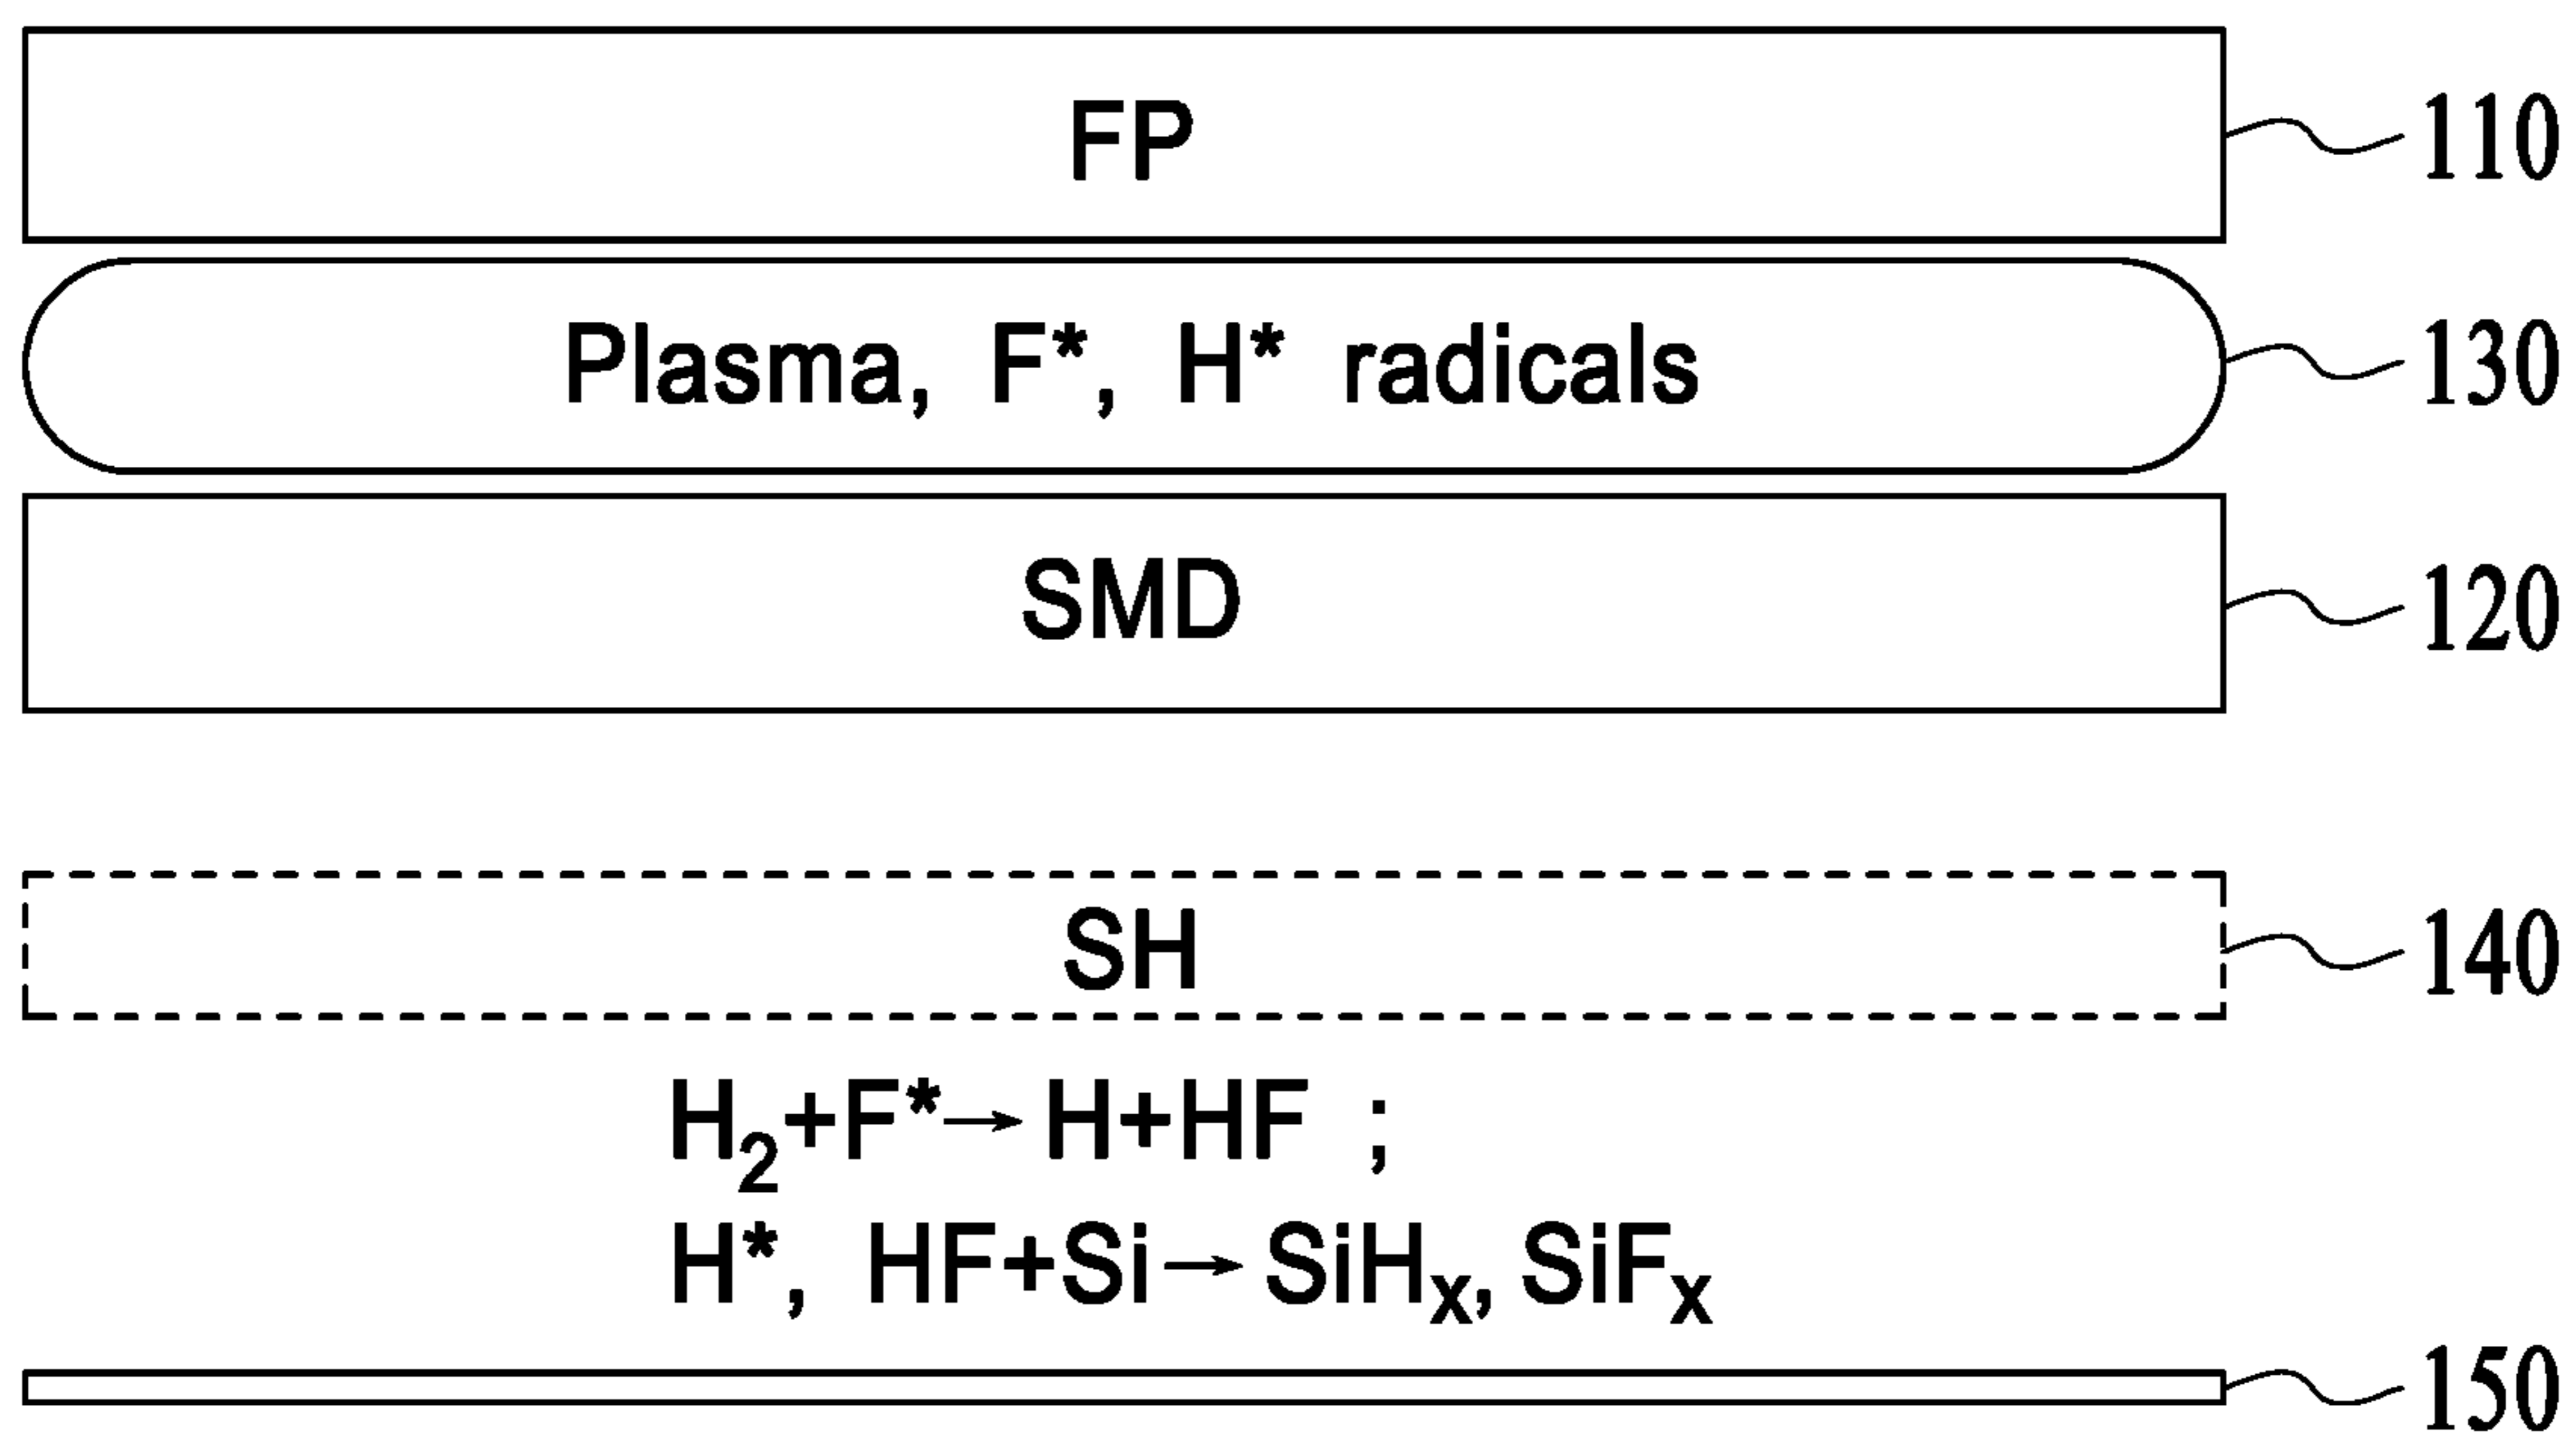 FP 110
Plasma, F*, H* radicals 130
SMD 120
SH 140
H₂+F*→H+HF ;
H*, HF+Si→SiHₓ, SiFₓ
150